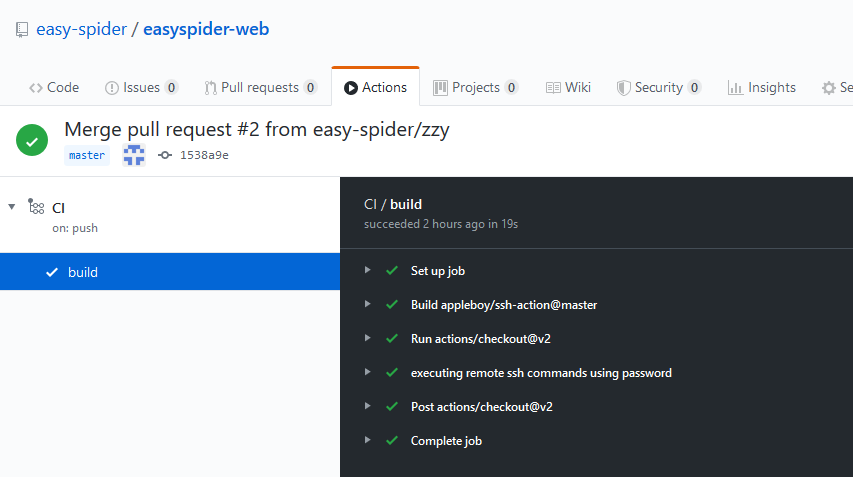 easy-spider / easyspider-web
Code Issues 0 Pull requests 0 Actions Projects 0 Wiki Security 0 Insights Se
Merge pull request #2 from easy-spider/zzy
master 1538a9e
CI
on: push
build
CI / build
succeeded 2 hours ago in 19s
Set up job
Build appleboy/ssh-action@master
Run actions/checkout@v2
executing remote ssh commands using password
Post actions/checkout@v2
Complete job